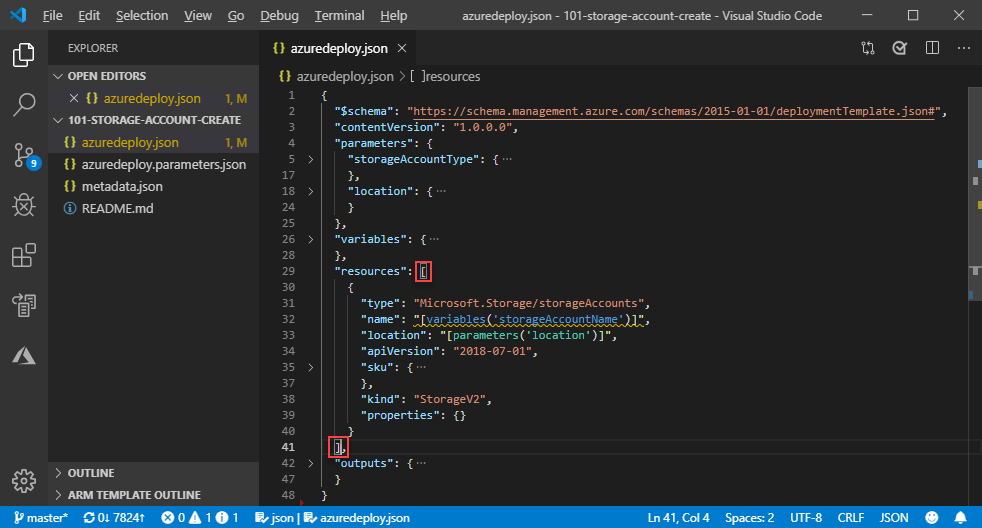 File Edit Selection View Go Debug Terminal Help azuredeploy.json - 101-storage-account-create - Visual Studio Code
EXPLORER
OPEN EDITORS
azuredeploy.json 1, M
101-STORAGE-ACCOUNT-CREATE
{} azuredeploy.json 1, M
{} azuredeploy.parameters.json
{} metadata.json
README.md
9
OUTLINE
ARM TEMPLATE OUTLINE
{} azuredeploy.json
{} azuredeploy.json > [ ]resources
1 {
2 "$schema": "https://schema.management.azure.com/schemas/2015-01-01/deploymentTemplate.json#",
3 "contentVersion": "1.0.0.0",
4 "parameters": {
5 "storageAccountType": { ···
17 },
18 "location": { ···
24 }
25 },
26 "variables": { ···
28 },
29 "resources": [
30 {
31 "type": "Microsoft.Storage/storageAccounts",
32 "name": "[variables('storageAccountName')]",
33 "location": "[parameters('location')]",
34 "apiVersion": "2018-07-01",
35 "sku": { ···
37 },
38 "kind": "StorageV2",
39 "properties": {}
40 }
41 ],
42 "outputs": { ···
47 }
48 }
master* 0↓ 7824↑ 0 1 1 json | azuredeploy.json Ln 41, Col 4 Spaces: 2 UTF-8 CRLF JSON